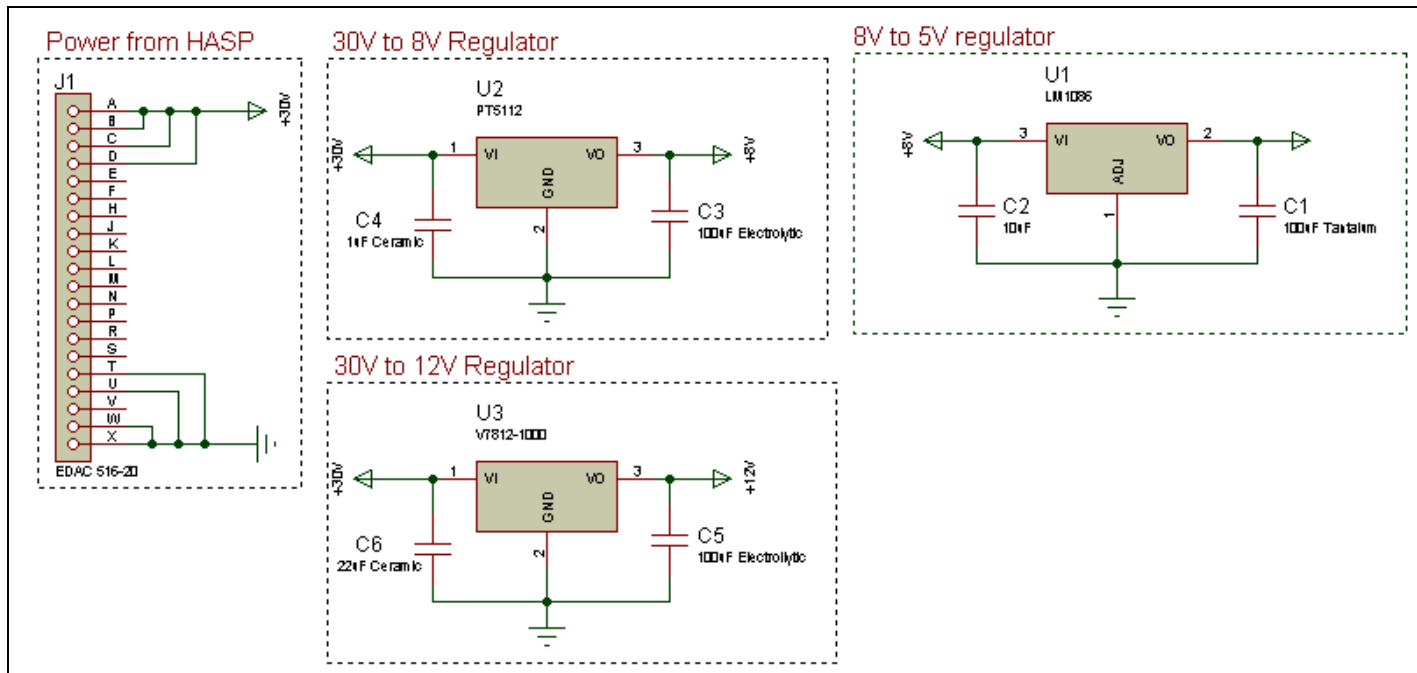 Power from HASP
J1
A
B
C
D
E
F
H
J
K
L
M
N
P
R
S
T
U
V
W
X
+30V
EDAC 516-20
30V to 8V Regulator
U2
PT5112
+30V
1
VI
VO
3
+8V
GND
2
C4
1uF Ceramic
C3
100uF Electrolytic
8V to 5V regulator
U1
LM1086
+8V
3
VI
VO
2
ADJ
1
C2
10uF
C1
100uF Tantalum
30V to 12V Regulator
U3
V7812-1000
+30V
1
VI
VO
3
+12V
GND
2
C6
22uF Ceramic
C5
100uF Electrollytic